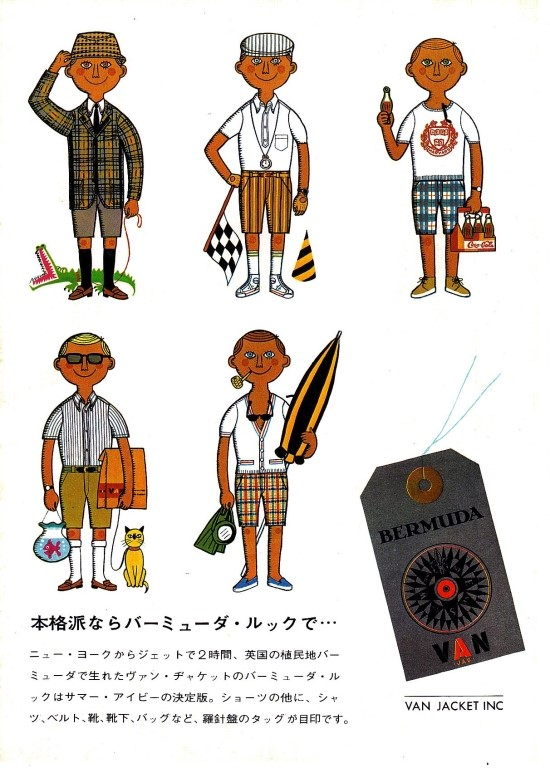 Coca-Cola
VAN
BERMUDA
VAN
本格派ならバーミューダ・ルックで…
ニュー・ヨークからジェットで2時間、英国の植民地バー
ミューダで生れたヴァン・ヂャケットのバーミューダ・ル
ックはサマー・アイビーの決定版。ショーツの他に、シャ
ツ、ベルト、靴、靴下、バッグなど、羅針盤のタッグが目印です。
VAN JACKET INC